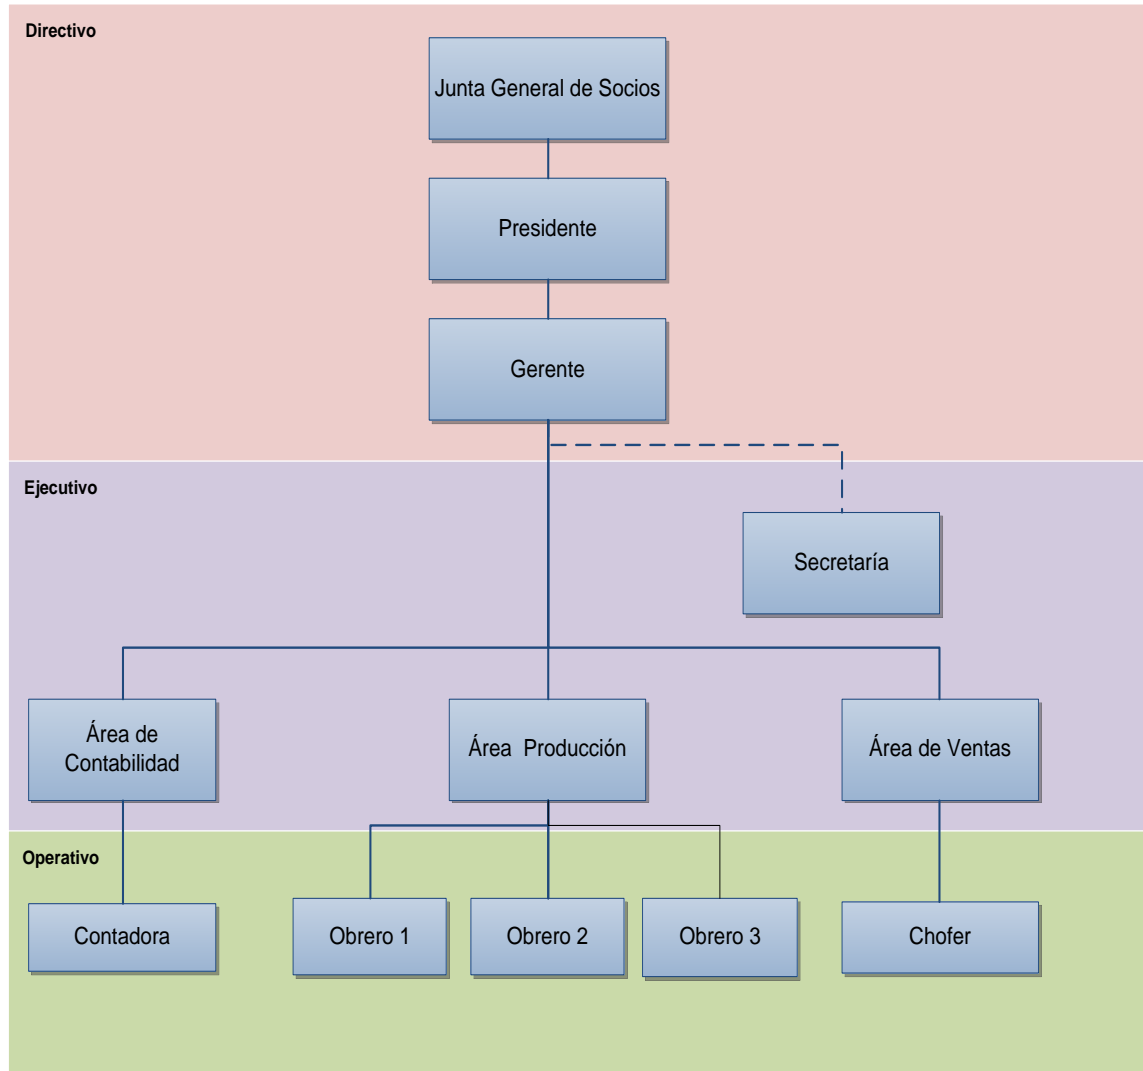 Directivo
Junta General de Socios
Presidente
Gerente
Ejecutivo
Secretaría
Área de
Contabilidad
Área Producción
Área de Ventas
Operativo
Contadora
Obrero 1
Obrero 2
Obrero 3
Chofer